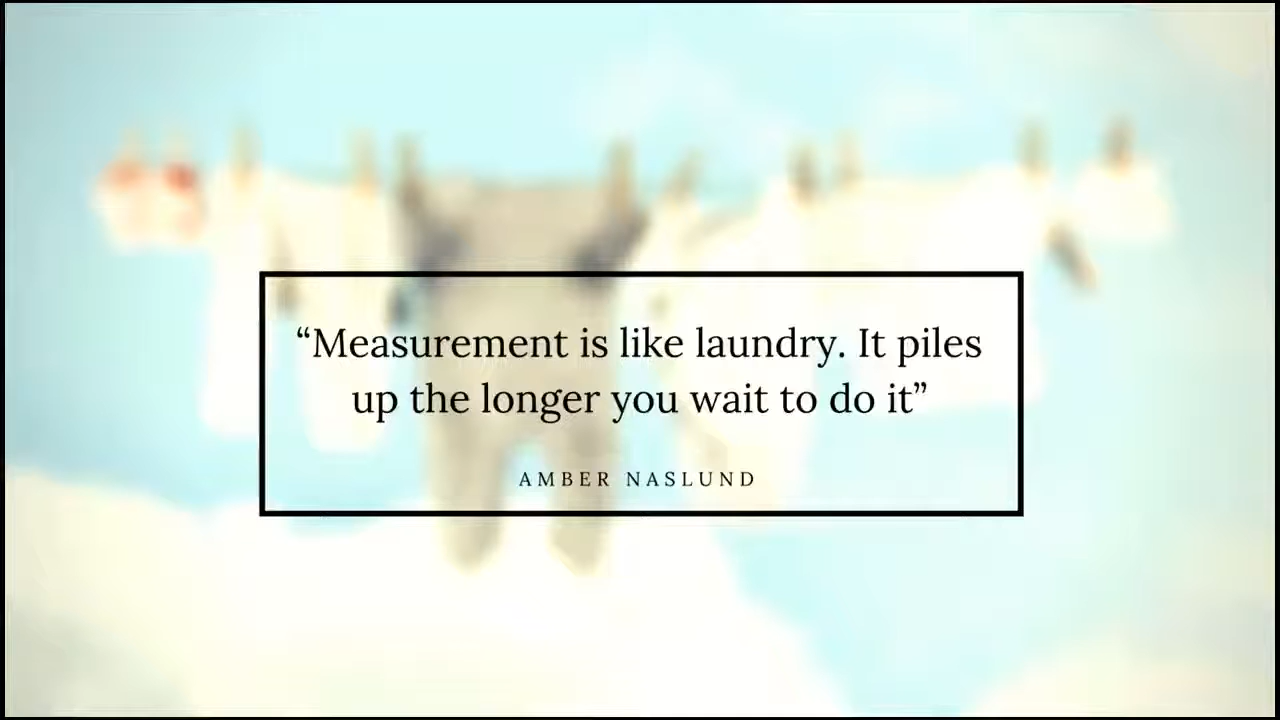 “Measurement is like laundry. It piles
up the longer you wait to do it”
AMBER NASLUND